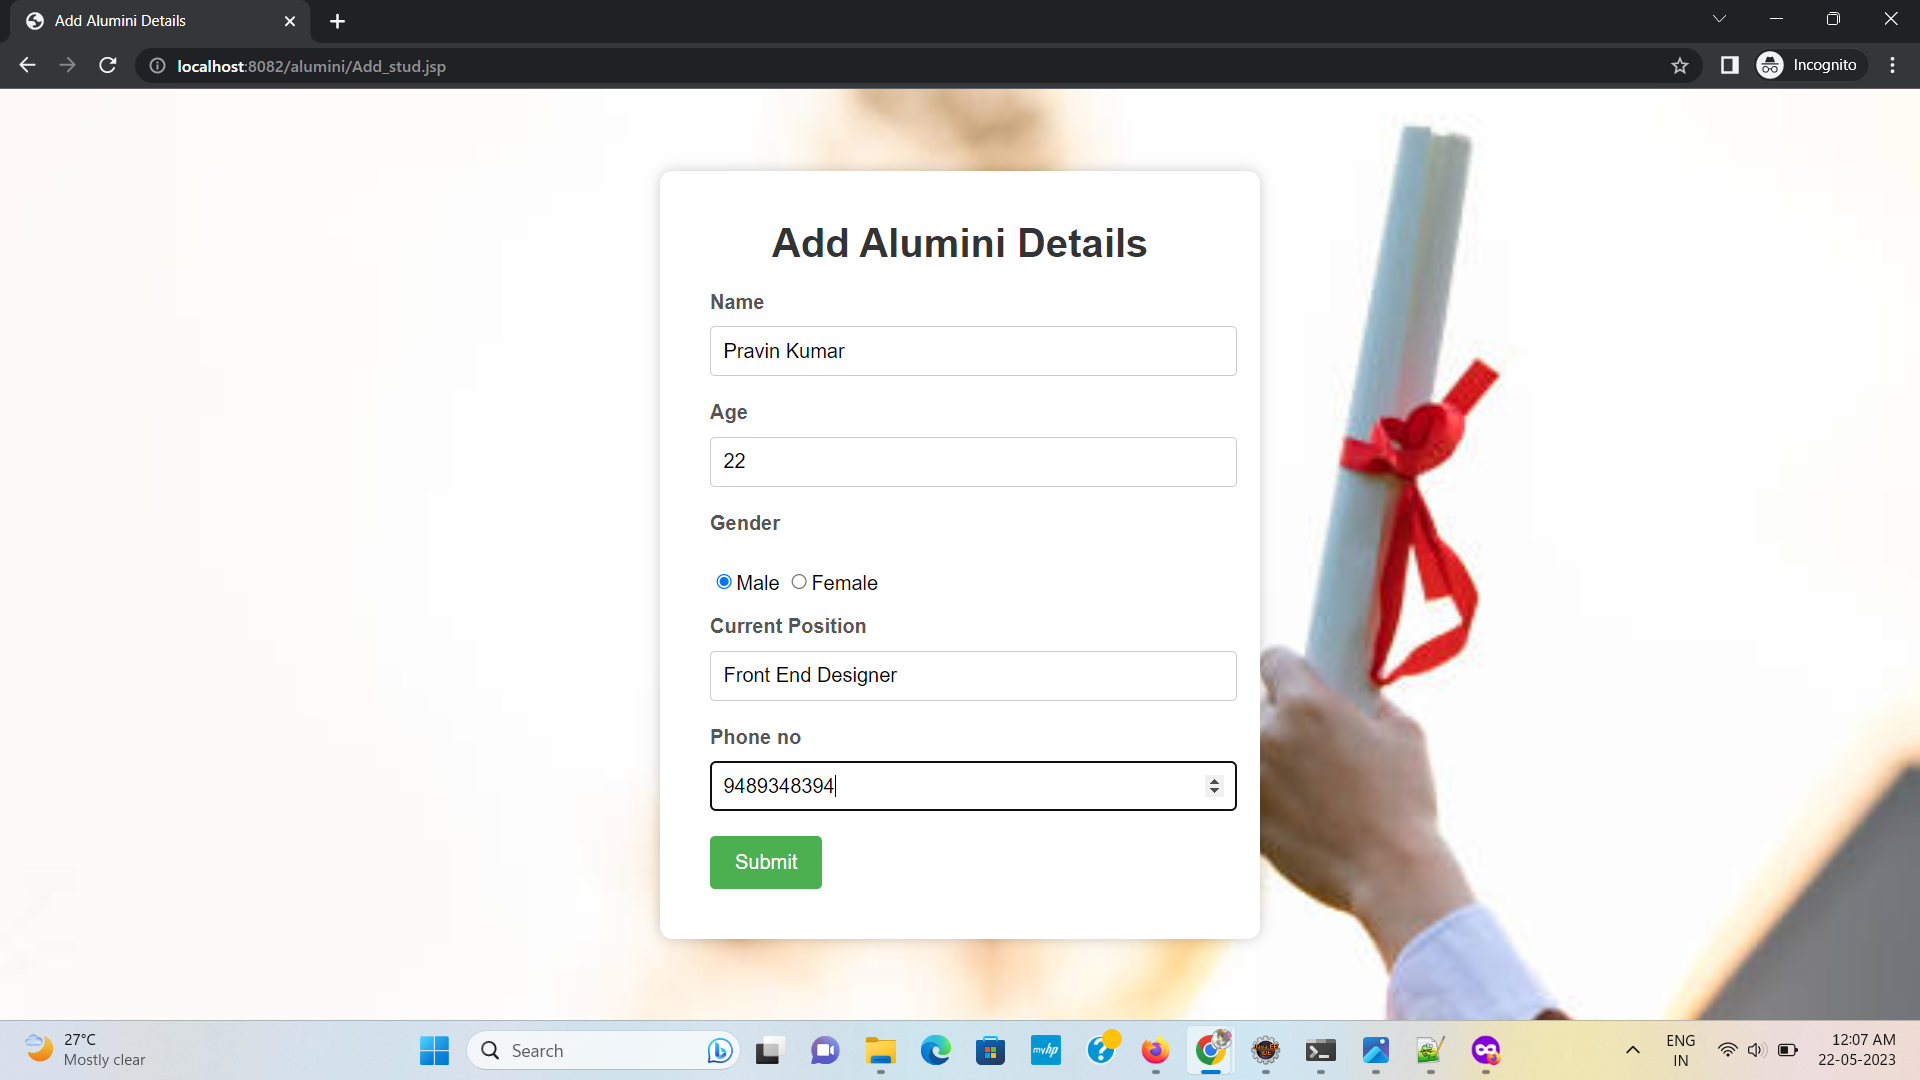 Add Alumini Details
localhost:8082/alumini/Add_stud.jsp
Incognito
Add Alumini Details
Name
Pravin Kumar
Age
22
Gender
Male Female
Current Position
Front End Designer
Phone no
9489348394
Submit
27°C
Mostly clear
Search
myhp
ENG
IN
12:07 AM
22-05-2023